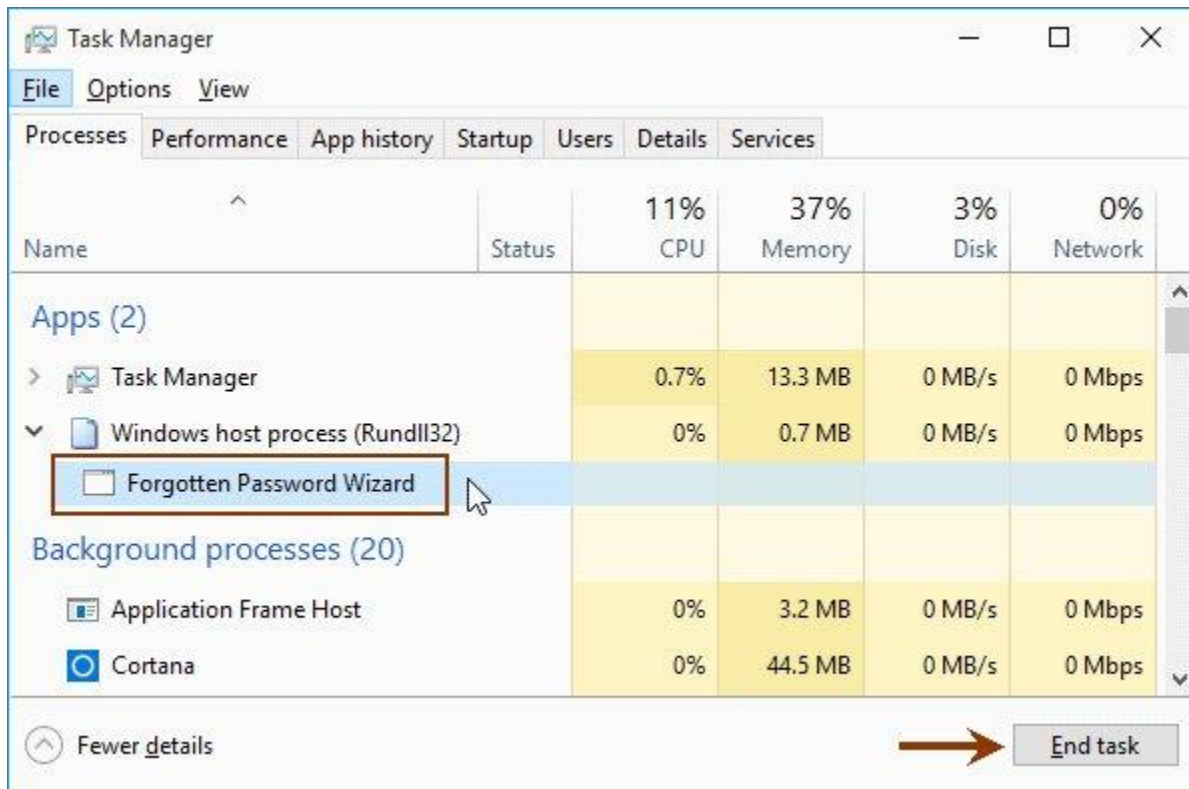 Task Manager
File Options View
Processes Performance App history Startup Users Details Services
11% 37% 3% 0%
Name Status CPU Memory Disk Network
Apps (2)
Task Manager 0.7% 13.3 MB 0 MB/s 0 Mbps
Windows host process (Rundll32) 0% 0.7 MB 0 MB/s 0 Mbps
Forgotten Password Wizard
Background processes (20)
Application Frame Host 0% 3.2 MB 0 MB/s 0 Mbps
Cortana 0% 44.5 MB 0 MB/s 0 Mbps
Fewer details End task